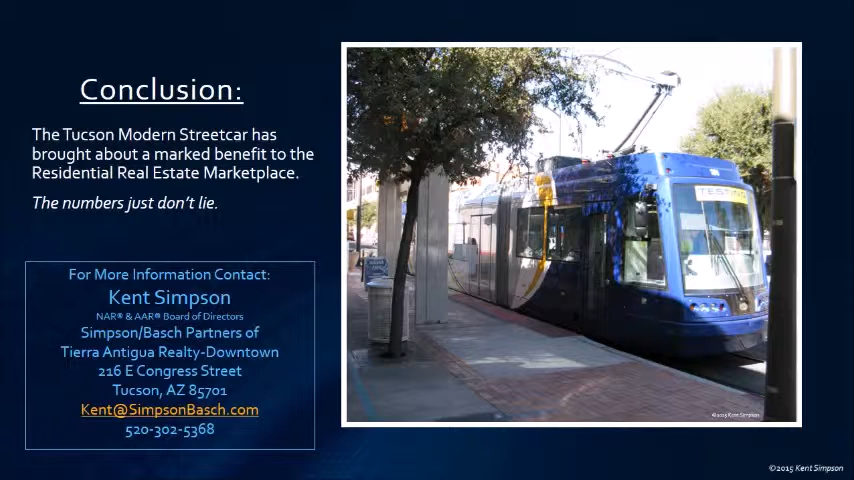 Conclusion:
The Tucson Modern Streetcar has
brought about a marked benefit to the
Residential Real Estate Marketplace.
The numbers just don't lie.
For More Information Contact:
Kent Simpson
NAR® & AAR® Board of Directors
Simpson/Basch Partners of
Tierra Antigua Realty-Downtown
216 E Congress Street
Tucson, AZ 85701
Kent@SimpsonBasch.com
520-302-5368
TESTING
©2015 Kent Simpson
©2015 Kent Simpson